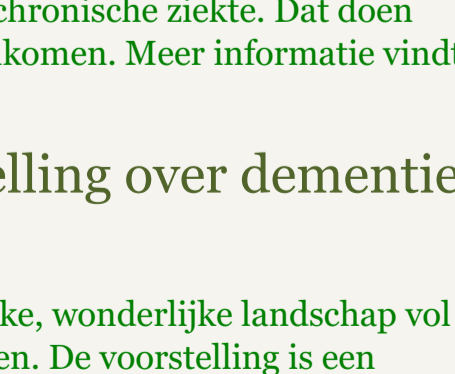 chronische ziekte. Dat doen
komen. Meer informatie vindt
elling over dementie
ke, wonderlijke landschap vol
en. De voorstelling is een